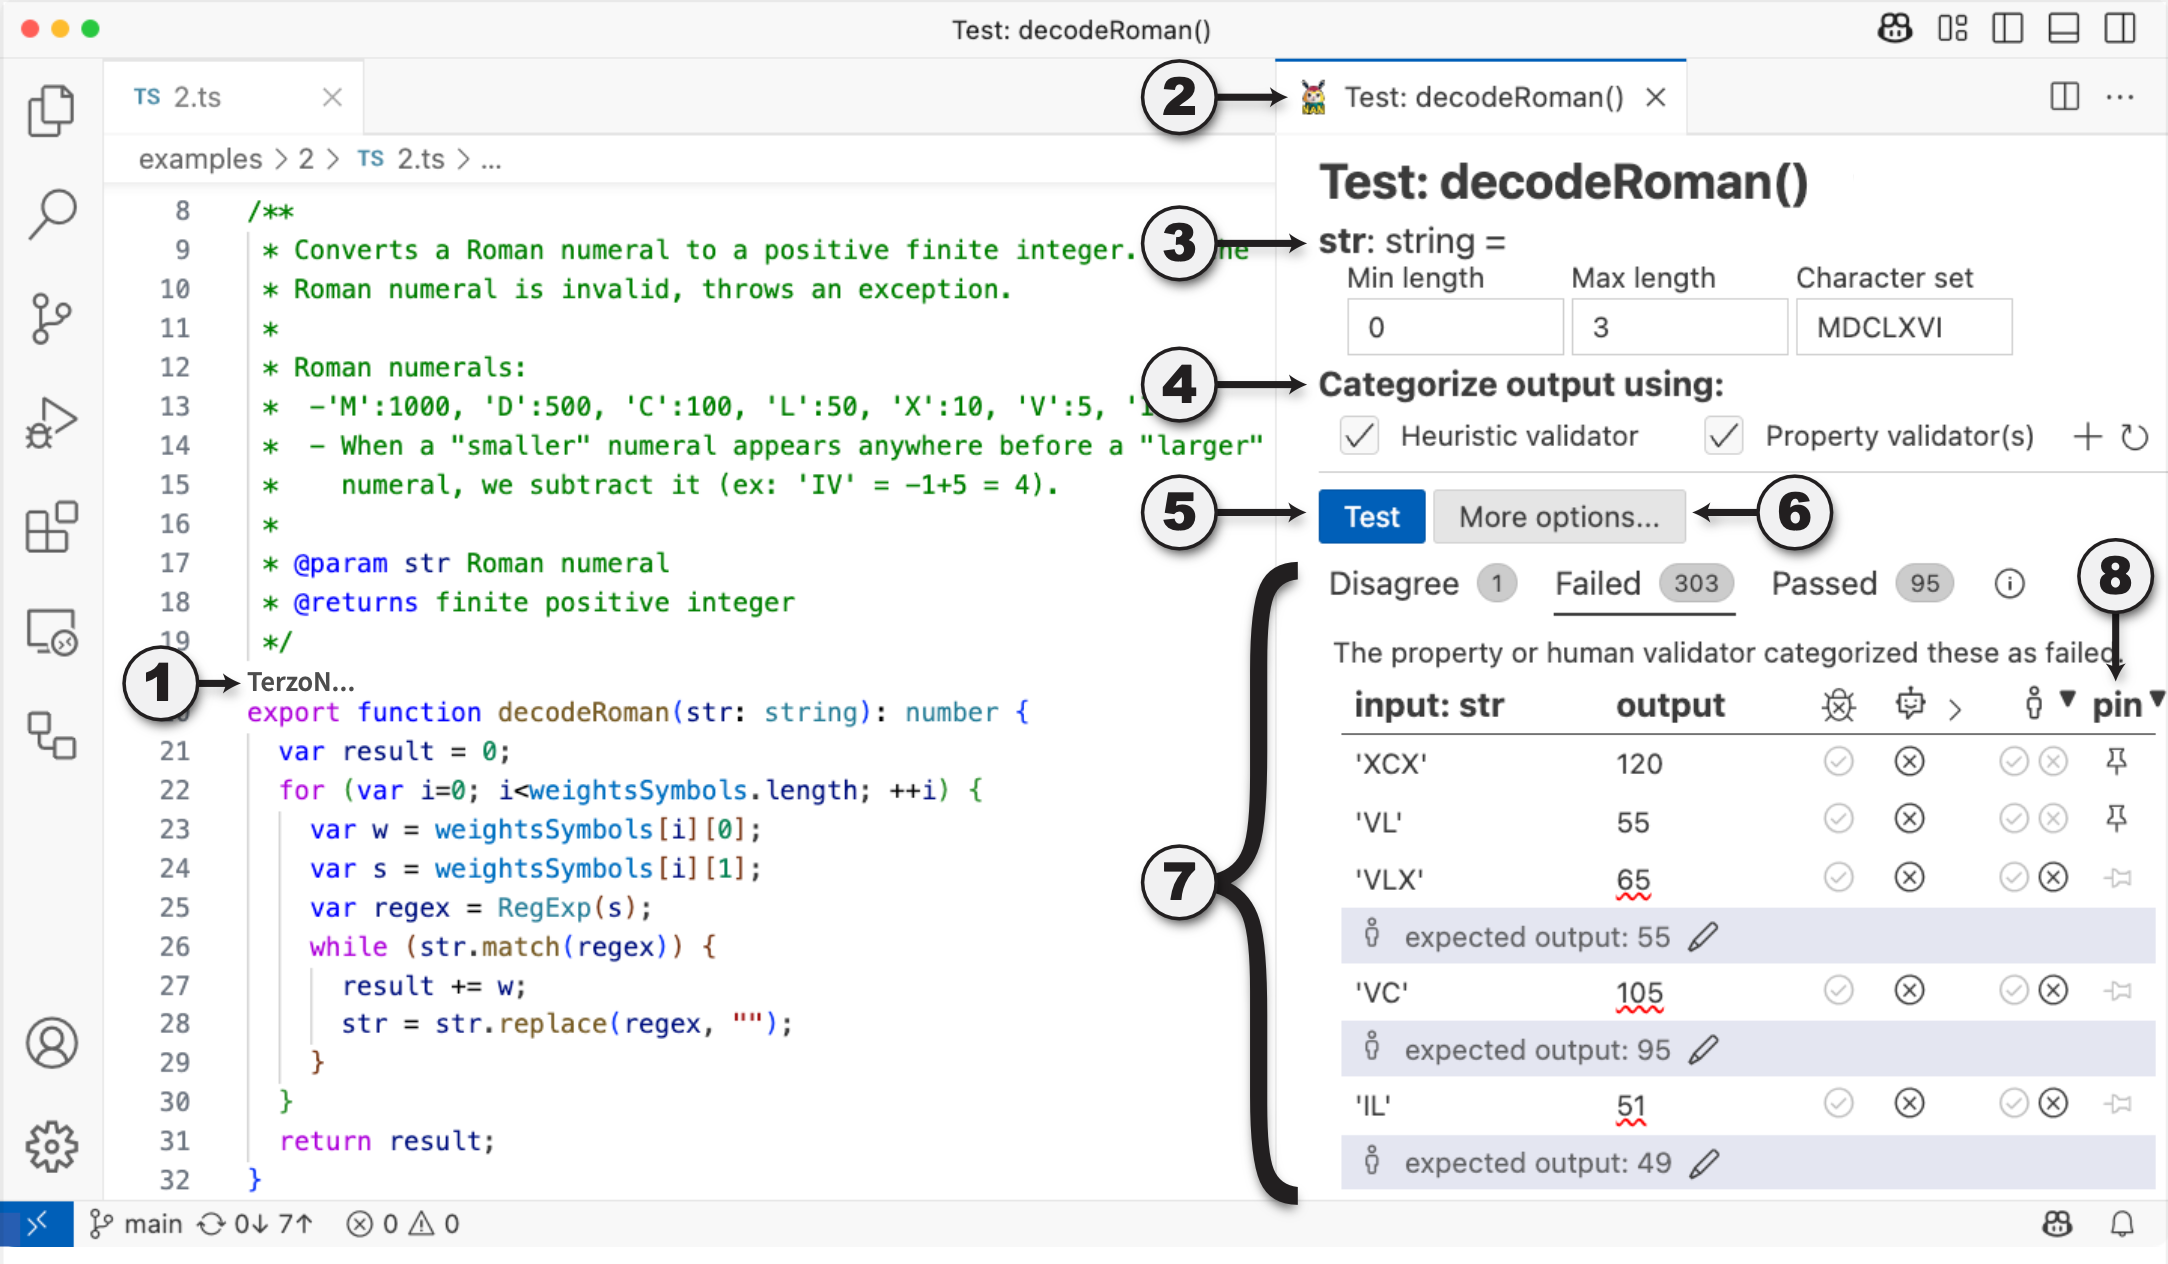 Test: decodeRoman()
TS 2.ts
examples > 2 > TS 2.ts > ...
8 /**
9 * Converts a Roman numeral to a positive finite integer.
10 * Roman numeral is invalid, throws an exception.
11 *
12 * Roman numerals:
13 * -'M':1000, 'D':500, 'C':100, 'L':50, 'X':10, 'V':5,
14 * - When a "smaller" numeral appears anywhere before a "larger"
15 * numeral, we subtract it (ex: 'IV' = -1+5 = 4).
16 *
17 * @param str Roman numeral
18 * @returns finite positive integer
19 */
1 TerzoN...
export function decodeRoman(str: string): number {
21 var result = 0;
22 for (var i=0; i<weightsSymbols.length; ++i) {
23 var w = weightsSymbols[i][0];
24 var s = weightsSymbols[i][1];
25 var regex = RegExp(s);
26 while (str.match(regex)) {
27 result += w;
28 str = str.replace(regex, "");
29 }
30 }
31 return result;
32 }
2 Test: decodeRoman()
Test: decodeRoman()
3 str: string =
Min length Max length Character set
0 3 MDCLXVI
4 Categorize output using:
Heuristic validator Property validator(s)
5 Test More options... 6
Disagree 1 Failed 303 Passed 95
8
The property or human validator categorized these as failed.
input: str output pin
'XCX' 120
'VL' 55
'VLX' 65
7
expected output: 55
'VC' 105
expected output: 95
'IL' 51
expected output: 49
main 0↓ 7↑ 0 0